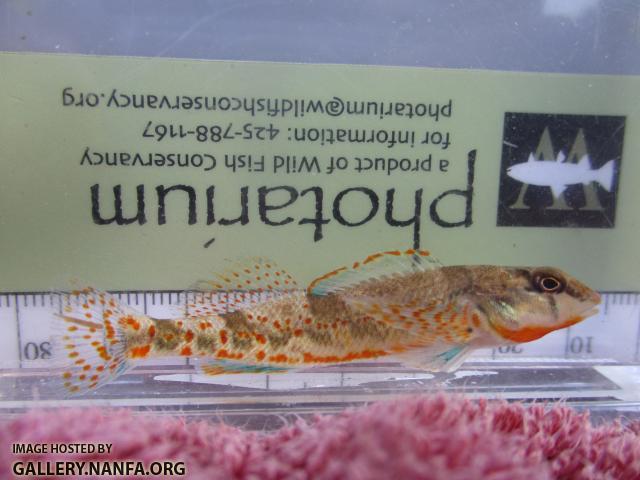 photarium
a product of Wild Fish Conservancy
for information: 425-788-1167
photarium@wildfishconservancy.org
W
30
20
10
IMAGE HOSTED BY
GALLERY.NANFA.ORG